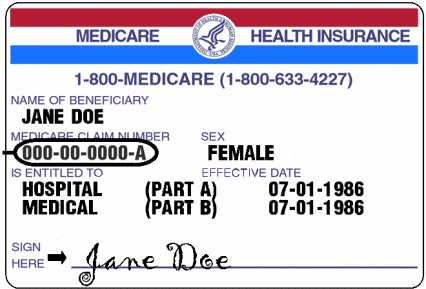 MEDICARE HEALTH INSURANCE
1-800-MEDICARE (1-800-633-4227)
NAME OF BENEFICIARY
JANE DOE
MEDICARE CLAIM NUMBER SEX
000-00-0000-A FEMALE
IS ENTITLED TO EFFECTIVE DATE
HOSPITAL (PART A) 07-01-1986
MEDICAL (PART B) 07-01-1986
SIGN
HERE Jane Doe